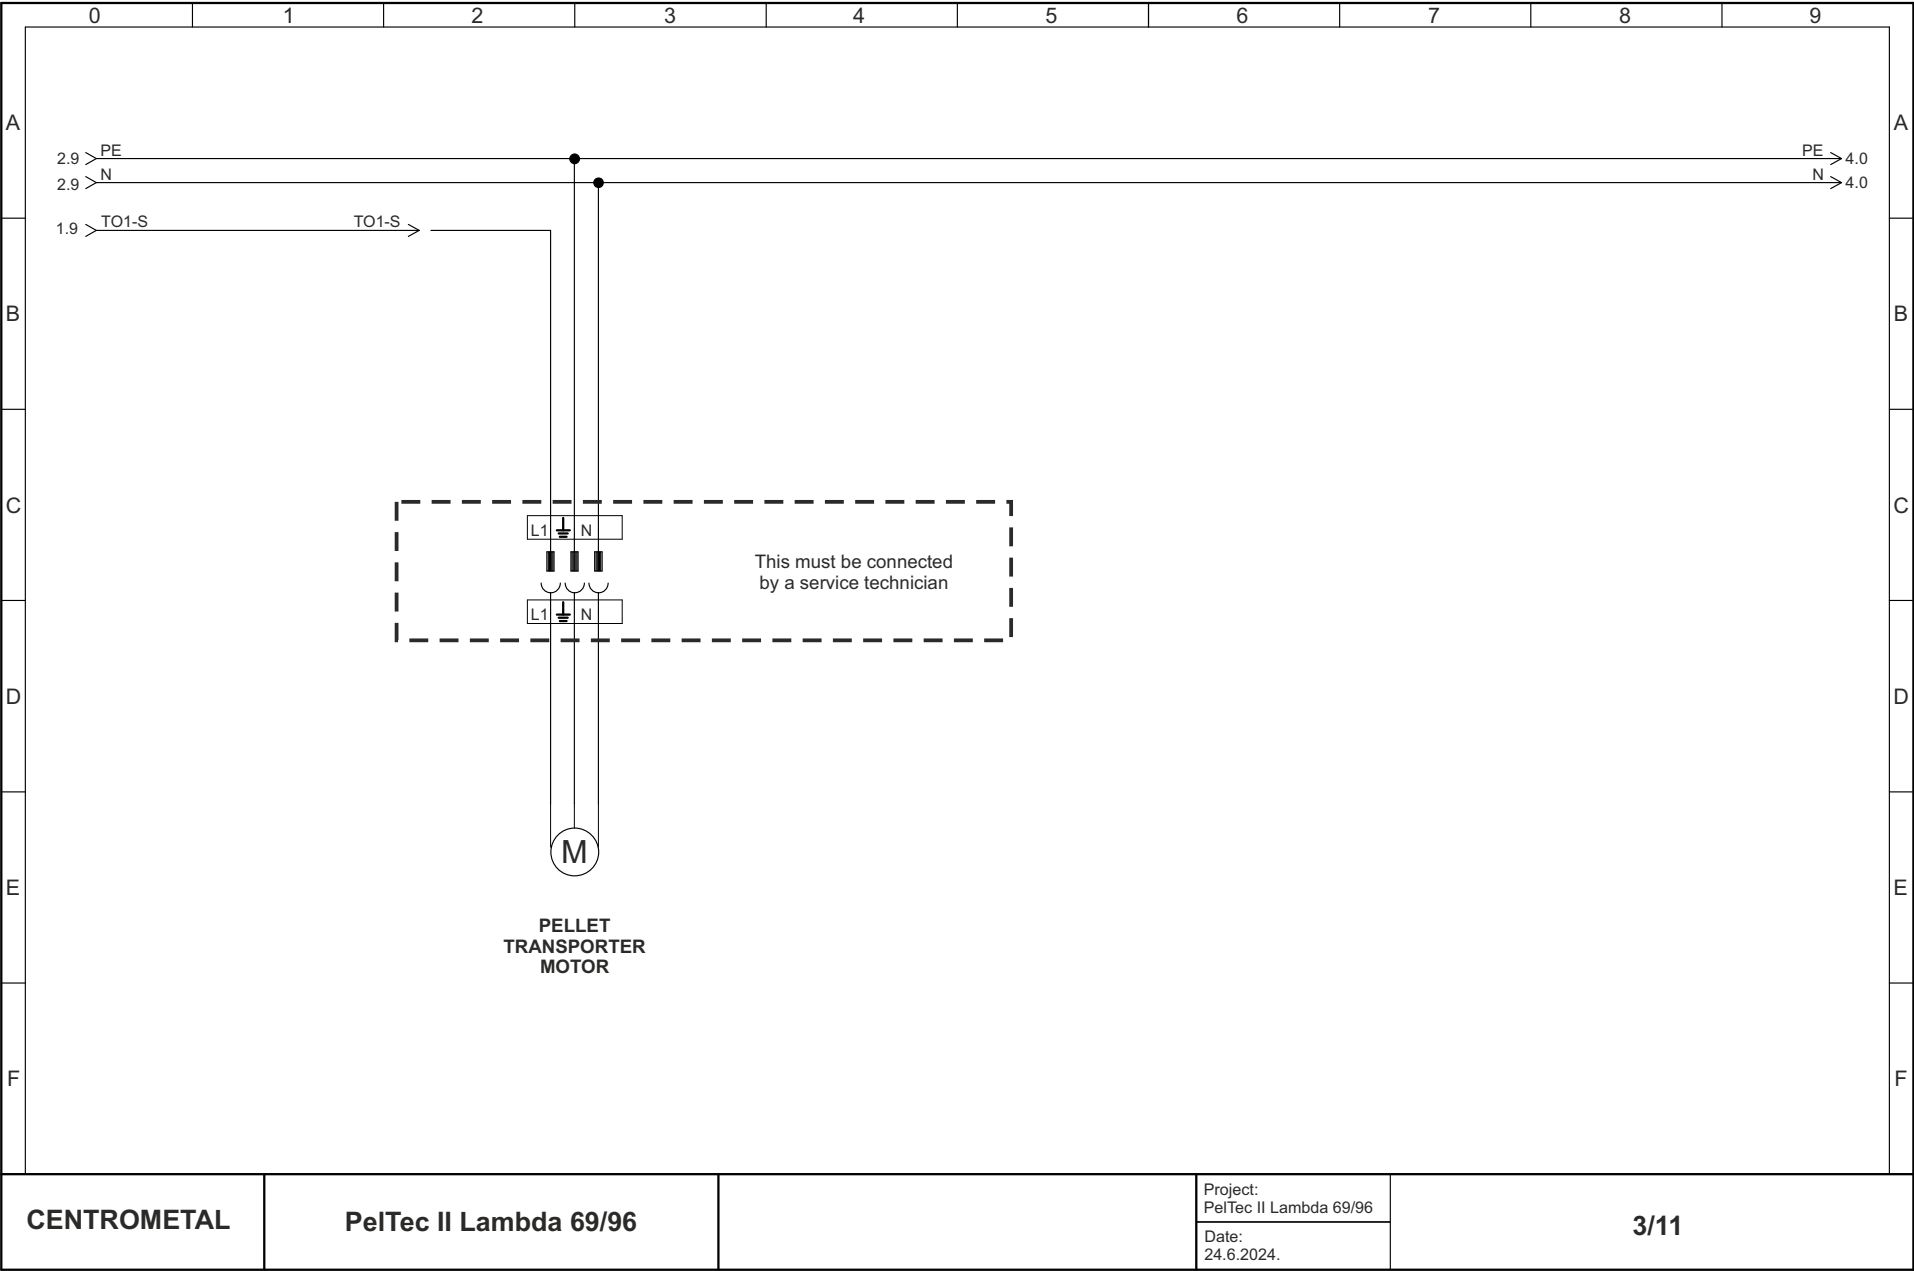 0 1 2 3 4 5 6 7 8 9
A A
2.9 PE PE 4.0
2.9 N N 4.0
1.9 TO1-S TO1-S
B B
C C
L1 N
This must be connected
by a service technician
L1 N
D D
M
E E
PELLET
TRANSPORTER
MOTOR
F F
CENTROMETAL
PelTec II Lambda 69/96
Project:
PelTec II Lambda 69/96
Date:
24.6.2024.
3/11